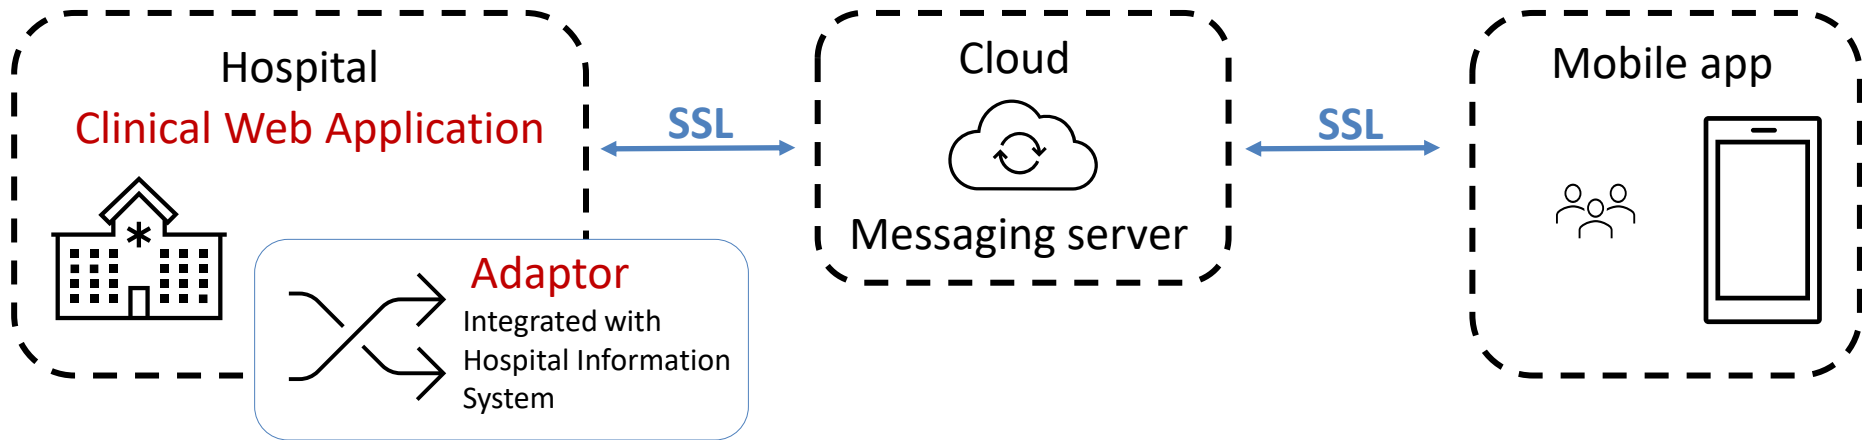 Hospital
Clinical Web Application
Adaptor
Integrated with
Hospital Information
System
SSL
Cloud
Messaging server
SSL
Mobile app